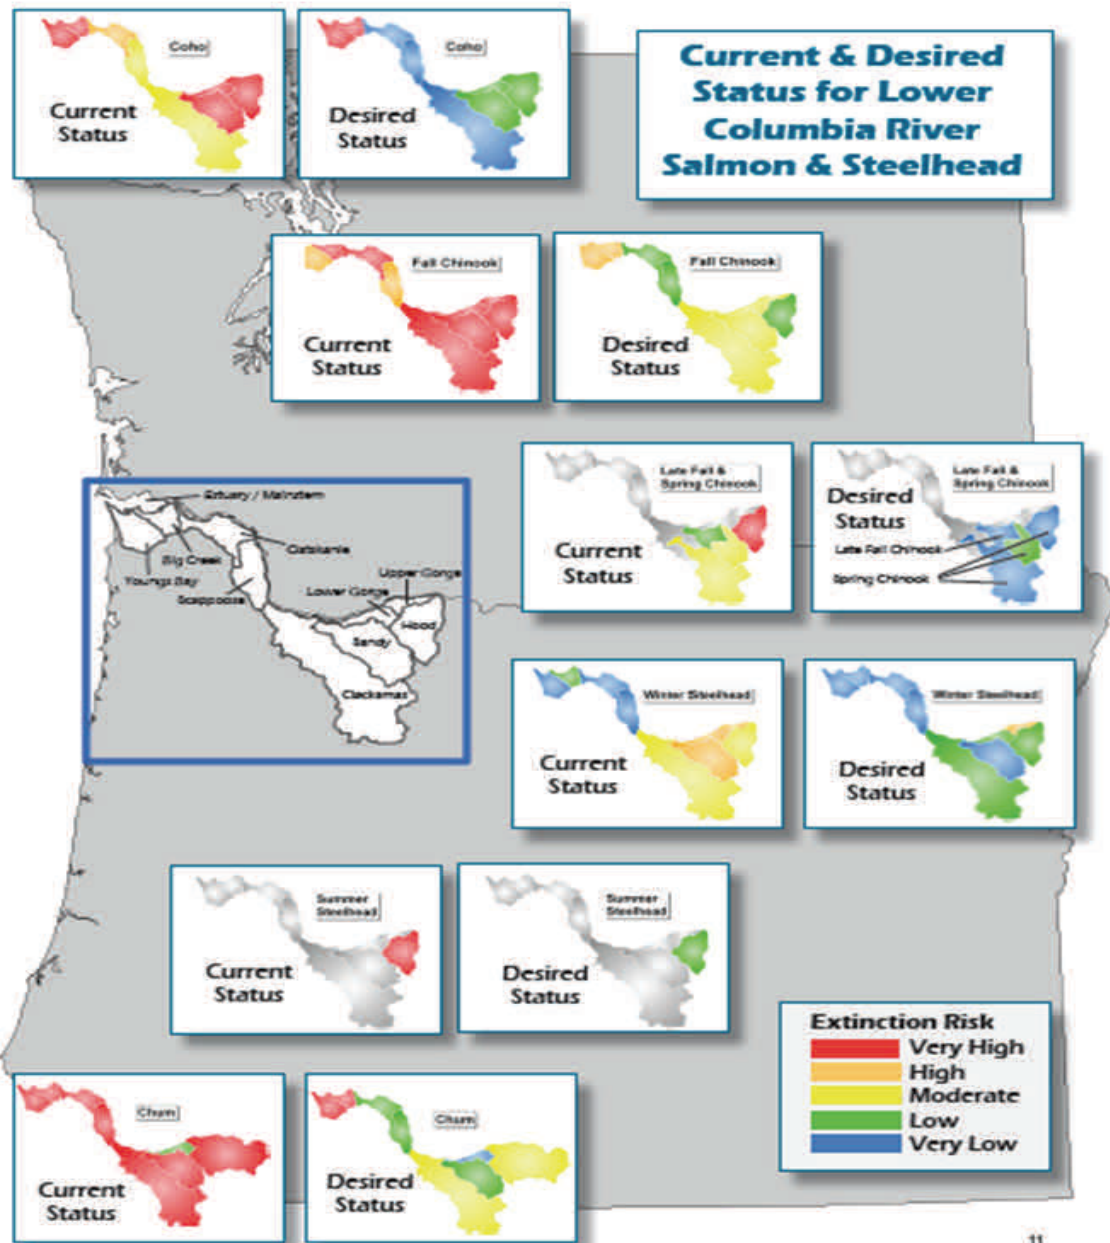 Coho
Current
Status
Coho
Desired
Status
Current & Desired
Status for Lower
Columbia River
Salmon & Steelhead
Fall Chinook
Current
Status
Fall Chinook
Desired
Status
Late Fall &
Spring Chinook
Current
Status
Late Fall &
Spring Chinook
Desired
Status
Late Fall Chinook
Spring Chinook
Estuary / Mainstem
Clatskanie
Big Creek
Youngs Bay
Scappoose
Upper Gorge
Lower Gorge
Hood
Sandy
Clackamas
Winter Steelhead
Current
Status
Winter Steelhead
Desired
Status
Summer
Steelhead
Current
Status
Summer
Steelhead
Desired
Status
Extinction Risk
Very High
High
Moderate
Low
Very Low
Chum
Current
Status
Chum
Desired
Status
11